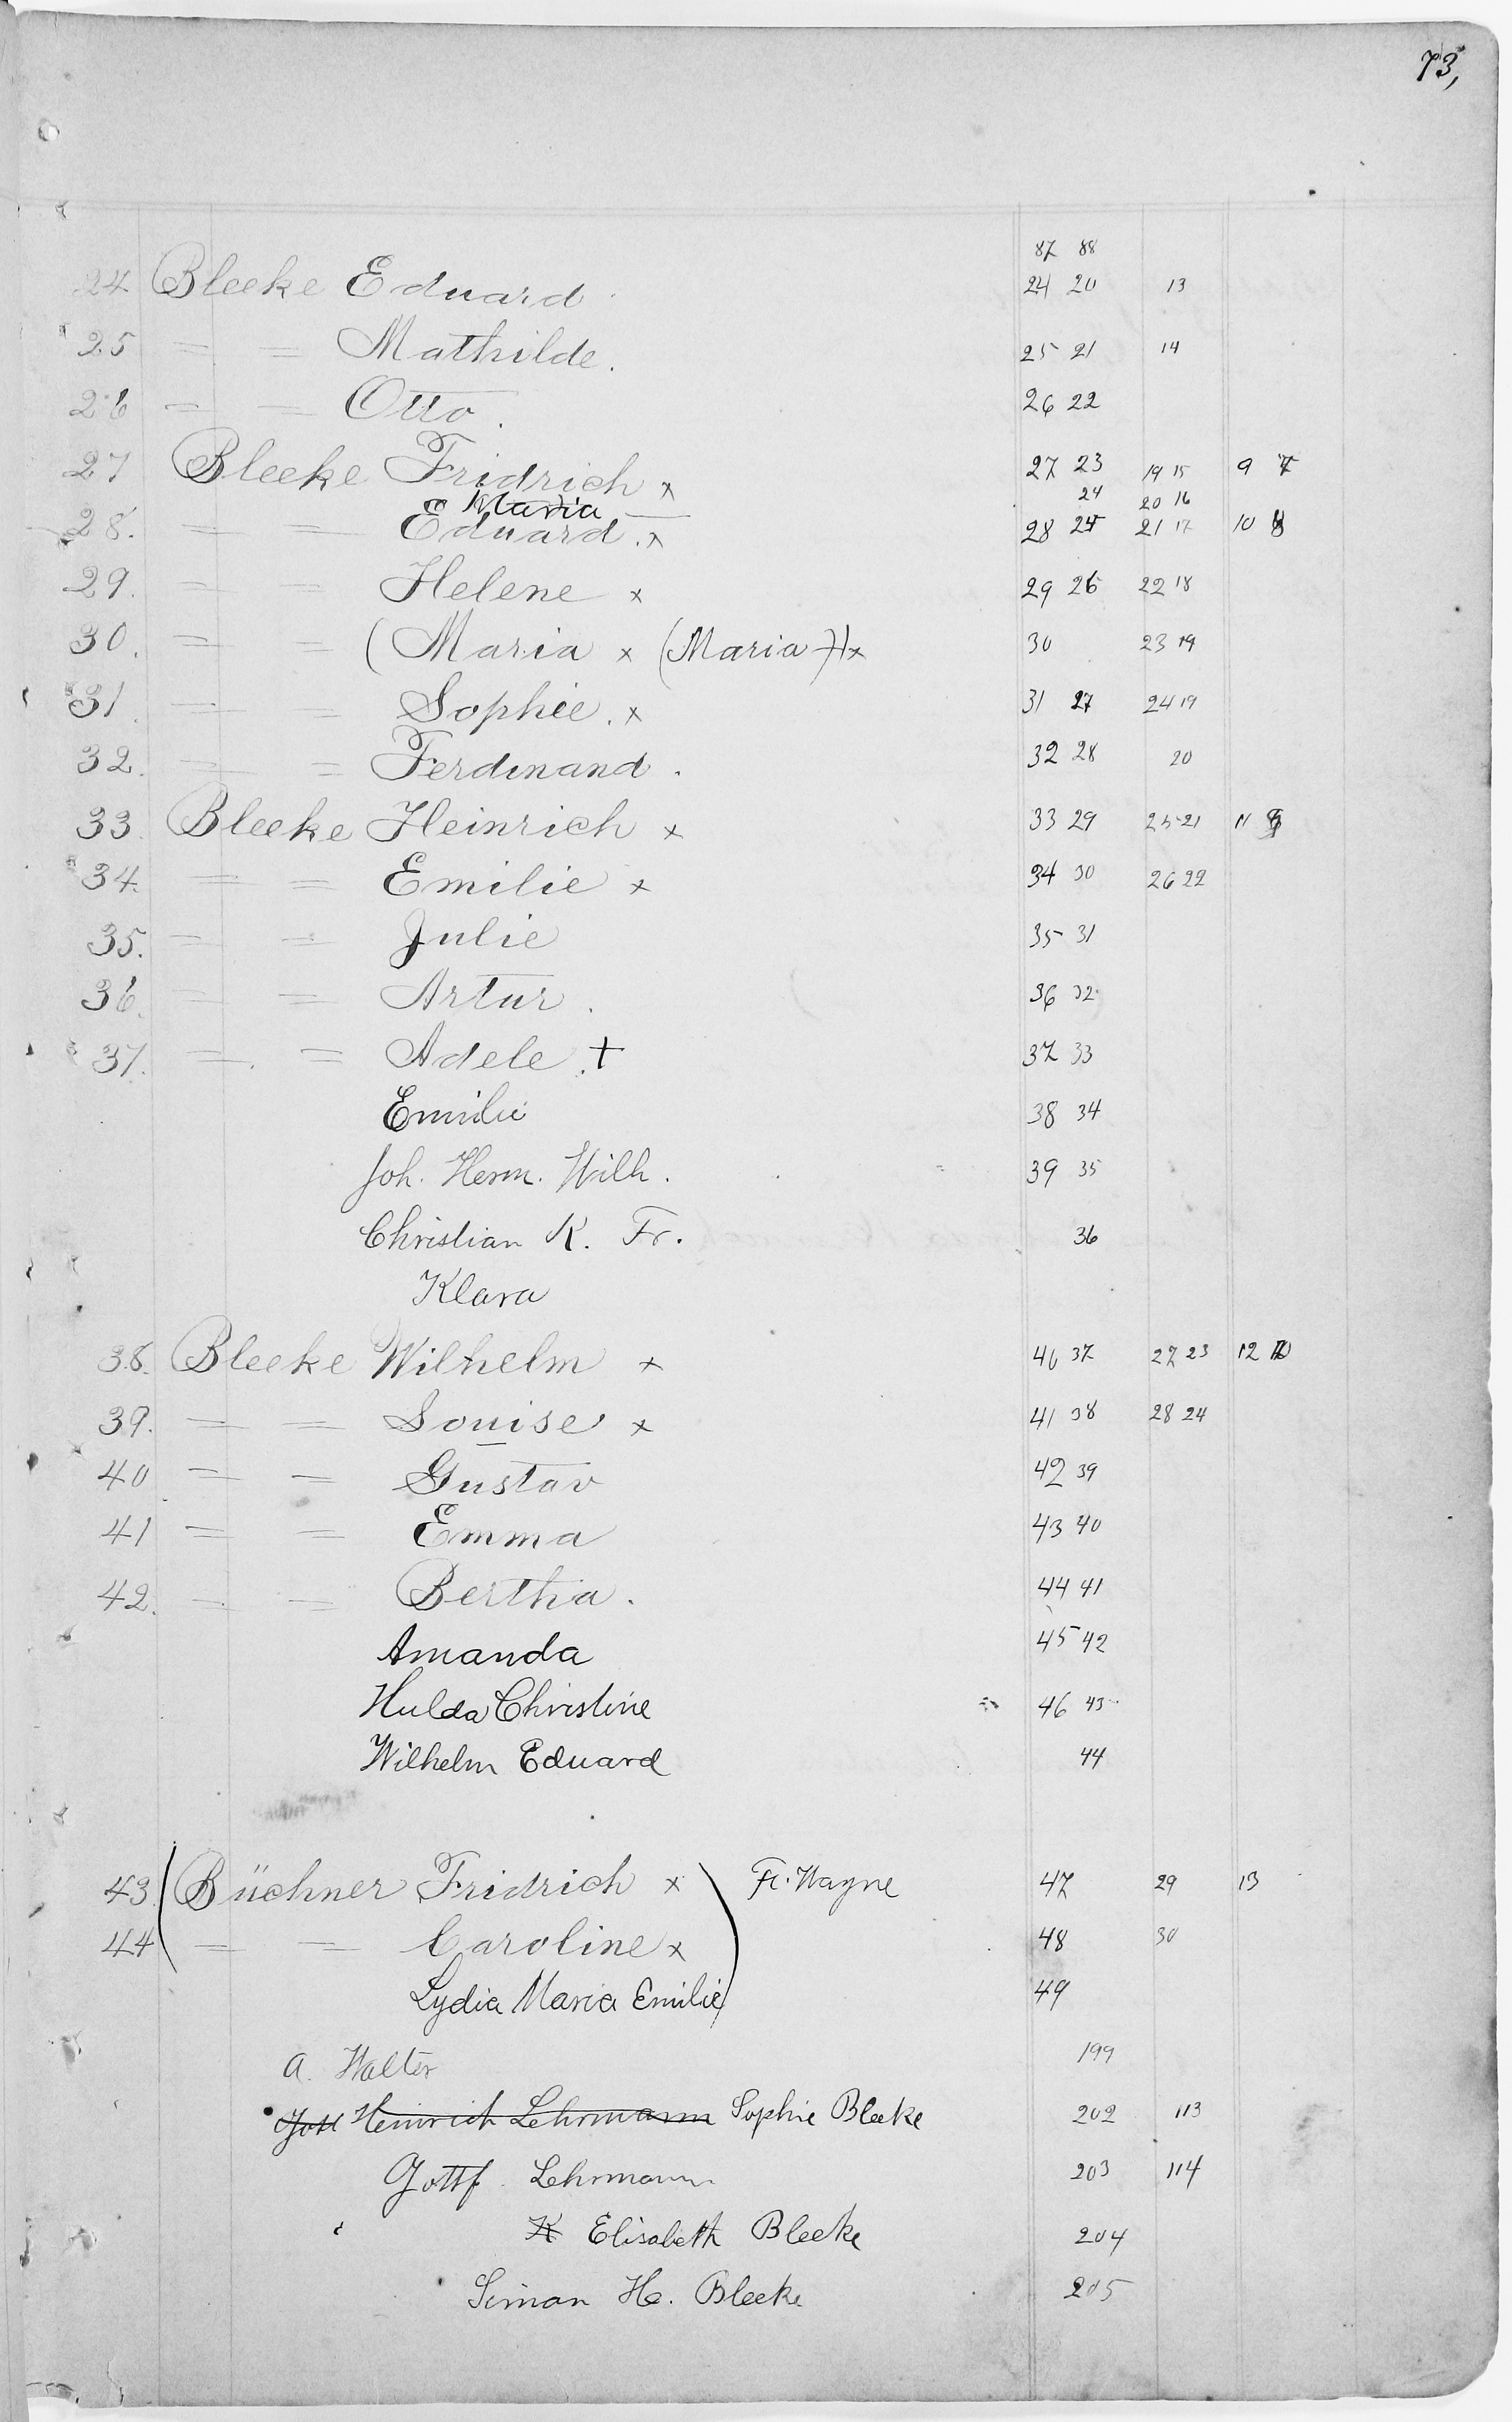 73,
87 88
24 Bleeke Eduard 24 20 13
25 = = Mathilde. 25 21 14
26 = = Otto. 26 22
27 Bleeke Fridrich x 27 23 19 15 9 7
Maria 24 20 16
28. = = Eduard. x 28 25 21 17 10 8
29. = = Helene x 29 26 22 18
30. = = (Maria x (Maria +)x 30 23 19
31. = = Sophie. x 31 27 24 19
32. = = Ferdinand. 32 28 20
33 Bleeke Heinrich x 33 29 25 21 11 9
34. = = Emilie x 34 30 26 22
35. = = Julie 35 31
36. = = Artur. 36 32
37. = = Adele. + 37 33
Emilie 38 34
Joh. Herm. Wilh. 39 35
Christian K. Fr. 36
Klara
38. Bleeke Wilhelm x 40 37 27 23 12 10
39. = = Louise x 41 38 28 24
40 = = Gustav 42 39
41 = = Emma 43 40
42. = = Bertha. 44 41
Amanda 45 42
Hulda Christine 46 43
Wilhelm Eduard 44
43 (Büchner Fridrich x ) Ft. Wayne 47 29 13
44 = = Caroline x 48 30
Lydia Maria Emilie 49
a. Walter 199
Heinrich Lehrmann Sophie Bleeke 202 113
Gottf. Lehrmann 203 114
K Elisabeth Bleeke 204
Simon He. Bleeke 205